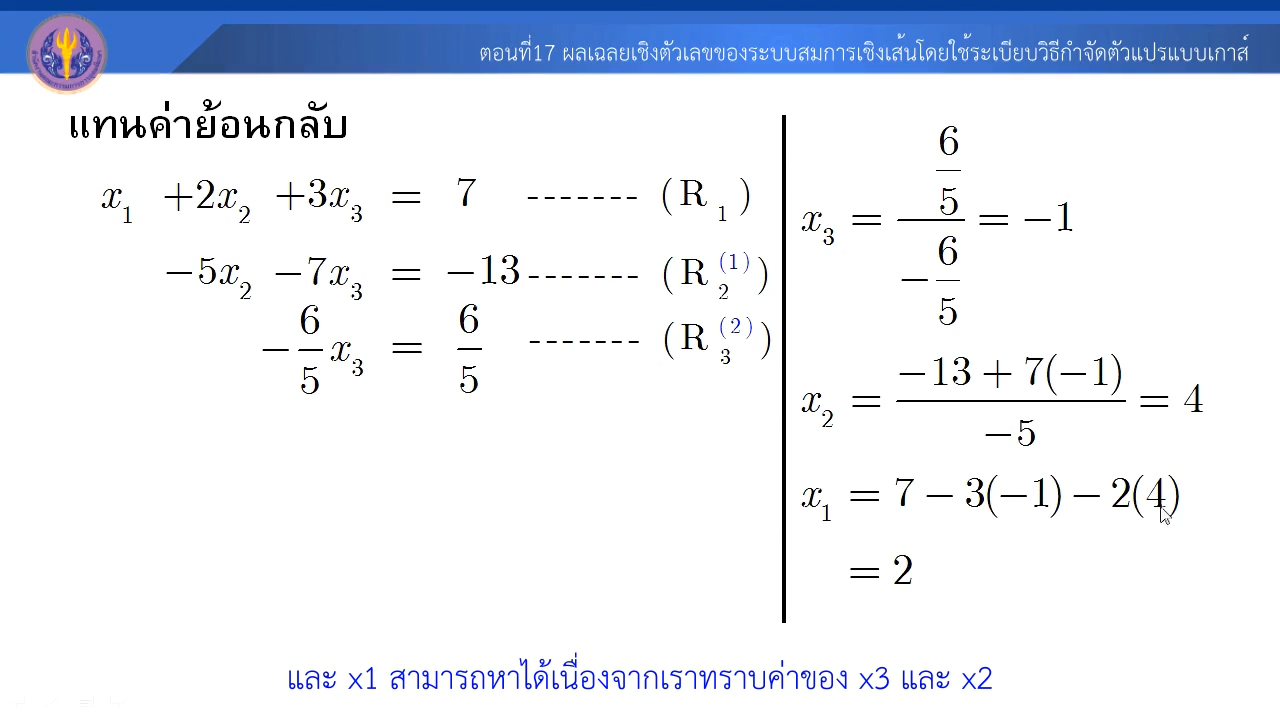 ตอนที่17 ผลเฉลยเชิงตัวเลขของระบบสมการเชิงเส้นโดยใช้ระเบียบวิธีกำจัดตัวแปรแบบเกาส์
แทนค่าย้อนกลับ
x₁ +2x₂ +3x₃ = 7 ------- (R₁)
−5x₂ −7x₃ = −13 ------- (R₂⁽¹⁾)
−6/5 x₃ = 6/5 ------- (R₃⁽²⁾)
x₃ = (6/5)/(−6/5) = −1
x₂ = (−13 + 7(−1))/(−5) = 4
x₁ = 7 − 3(−1) − 2(4)
= 2
และ x1 สามารถหาได้เนื่องจากเราทราบค่าของ x3 และ x2